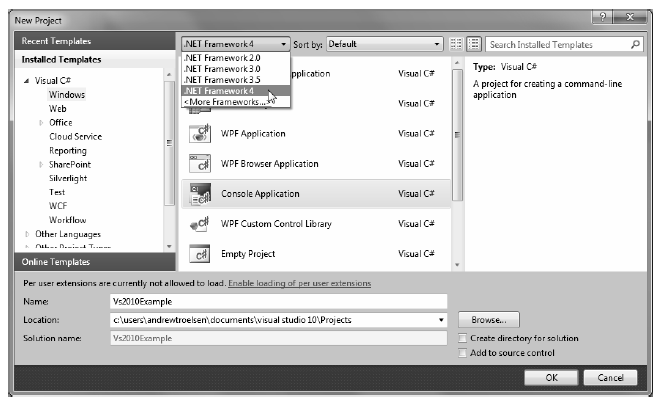 New Project
Recent Templates
Installed Templates
Visual C#
Windows
Web
Office
Cloud Service
Reporting
SharePoint
Silverlight
Test
WCF
Workflow
Other Languages
Other Project Types
Online Templates
.NET Framework 4
Sort by: Default
Search Installed Templates
.NET Framework 2.0
.NET Framework 3.0
.NET Framework 3.5
.NET Framework 4
<More Frameworks...
pplication Visual C#
Visual C#
WPF Application Visual C#
WPF Browser Application Visual C#
Console Application Visual C#
WPF Custom Control Library Visual C#
Empty Project Visual C#
Type: Visual C#
A project for creating a command-line
application
Per user extensions are currently not allowed to load. Enable loading of per user extensions
Name: Vs2010Example
Location: c:\users\andrewtroelsen\documents\visual studio 10\Projects
Browse...
Solution name: Vs2010Example
Create directory for solution
Add to source control
OK
Cancel